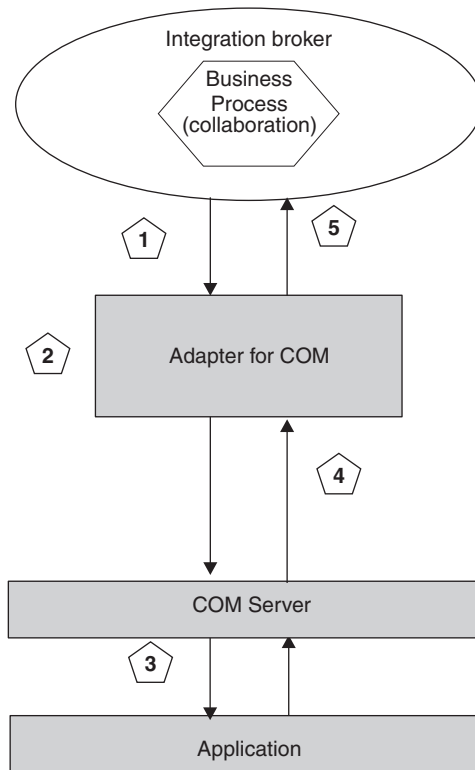 Integration broker
Business
Process
(collaboration)
1
5
2
Adapter for COM
4
COM Server
3
Application